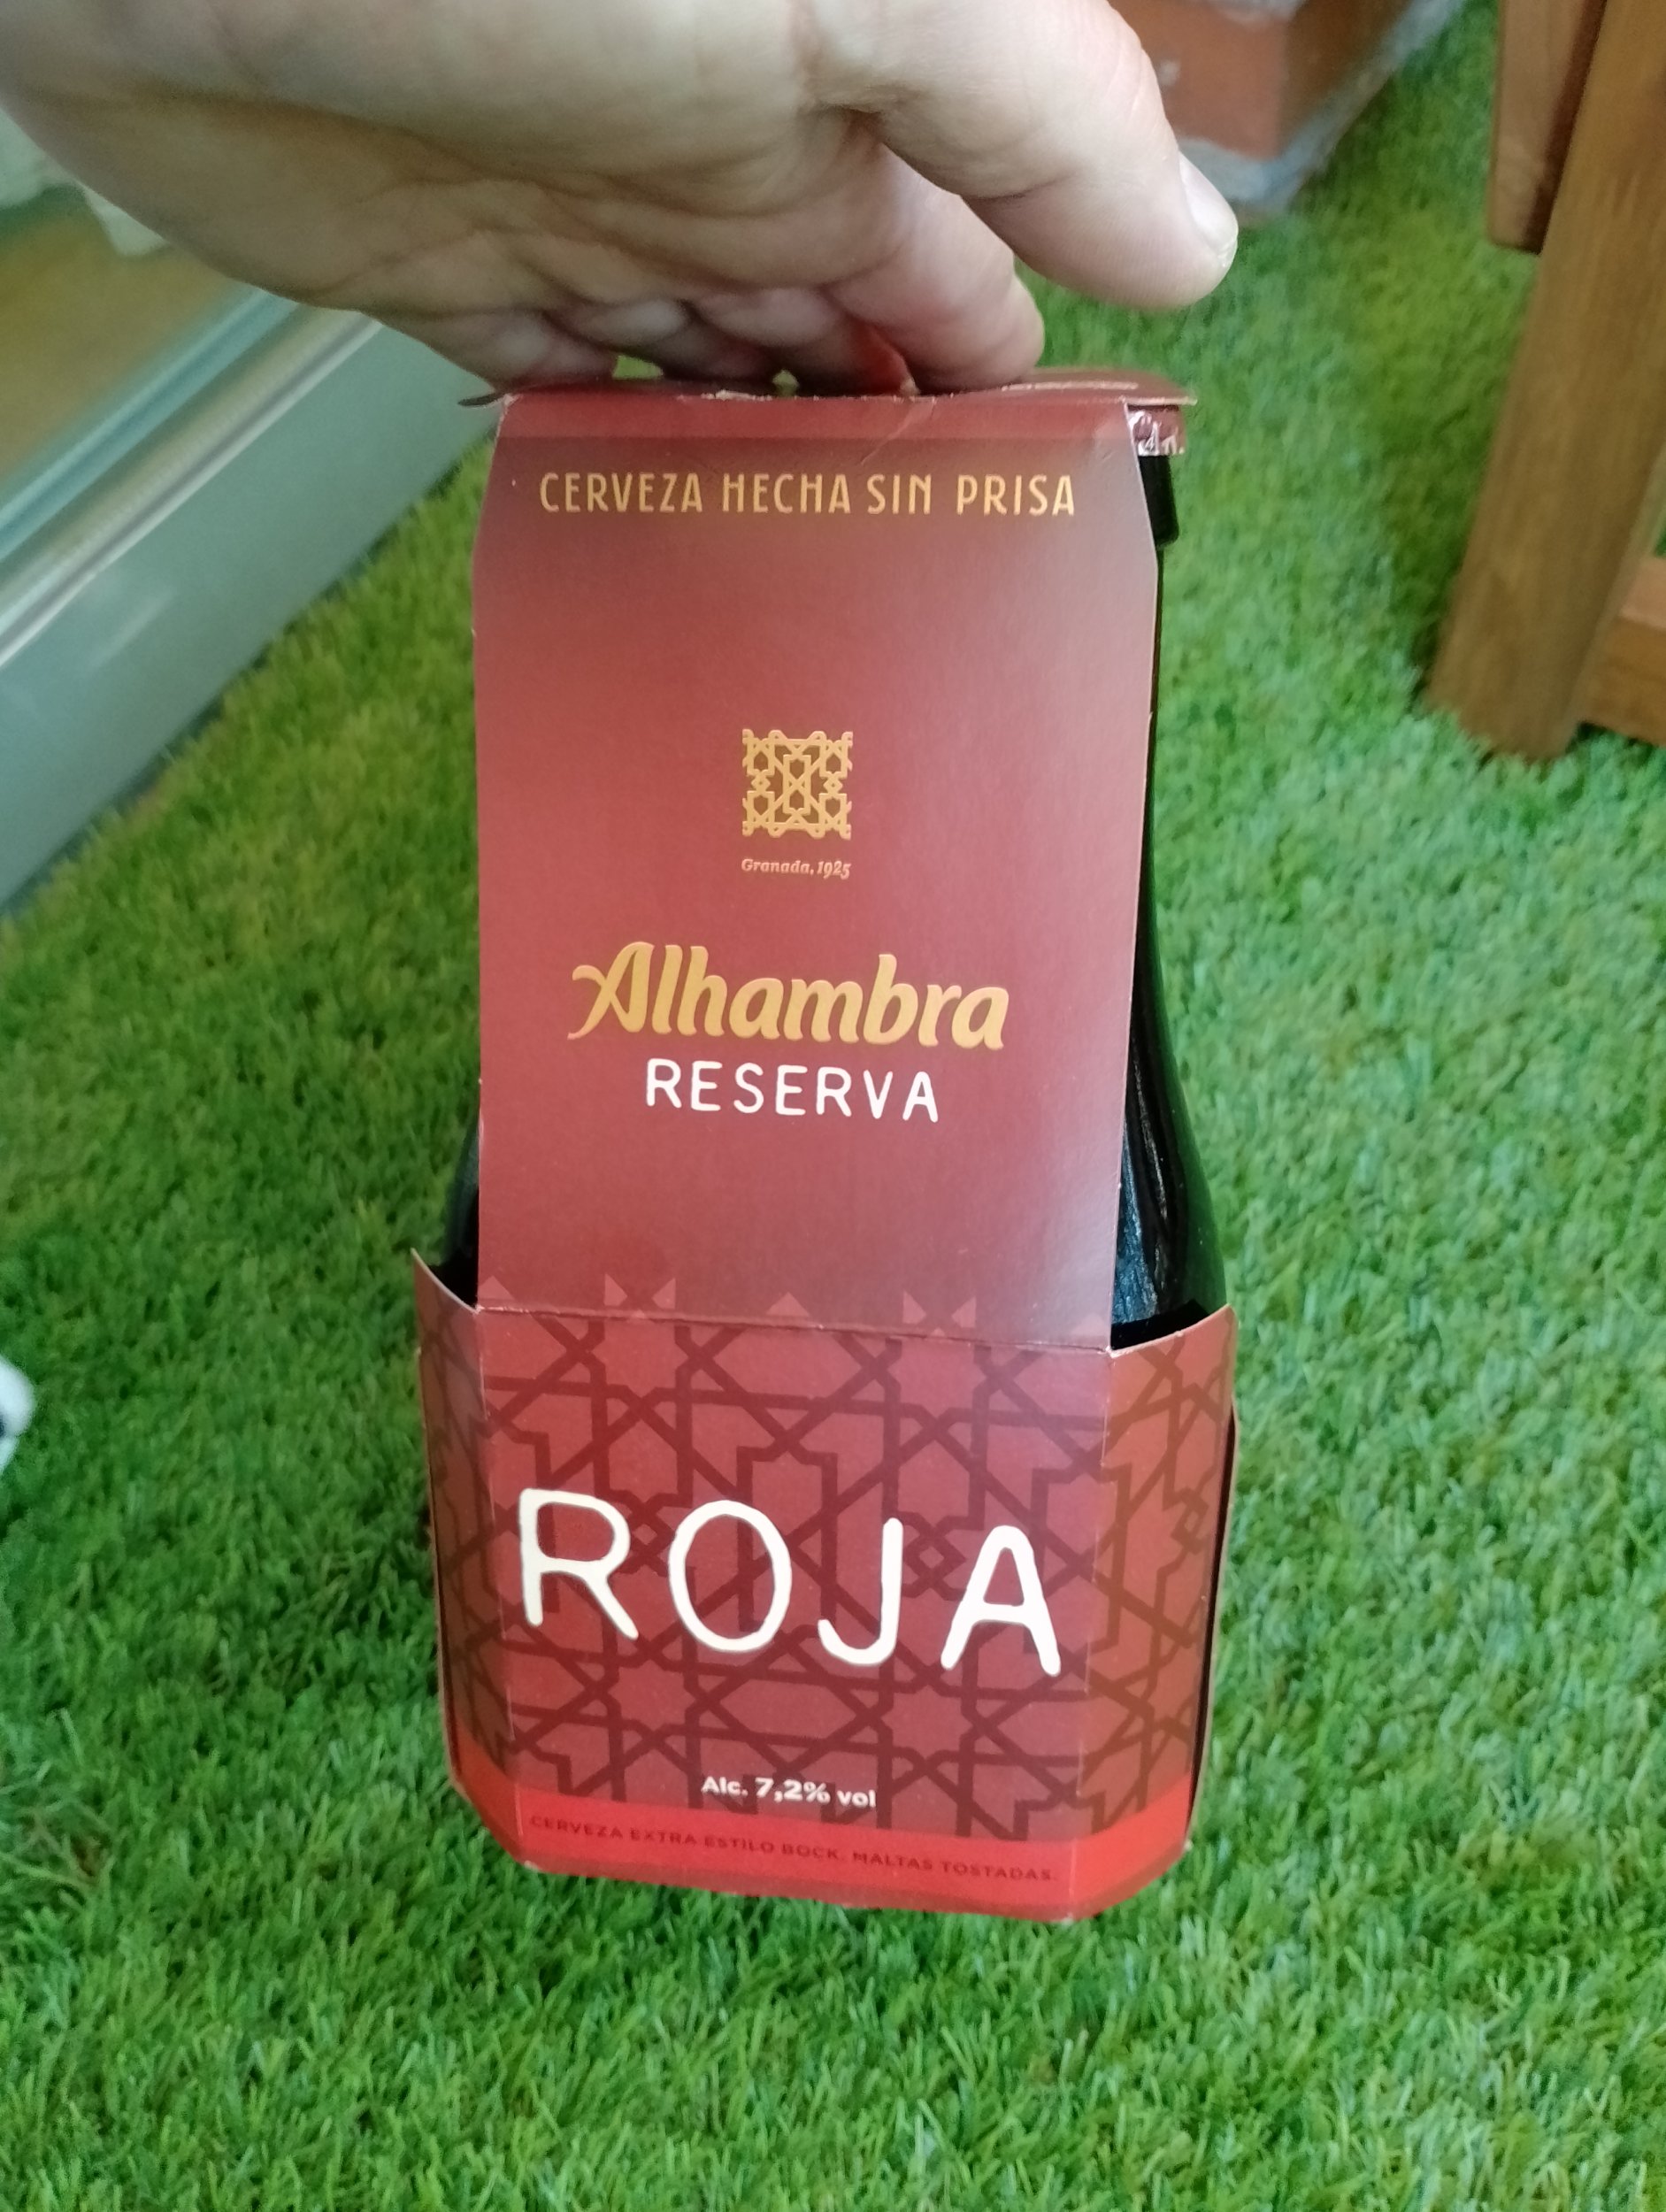 CERVEZA HECHA SIN PRISA
Granada, 1925
Alhambra
RESERVA
ROJA
Alc. 7,2% vol
CERVEZA EXTRA ESTILO BOCK. MALTAS TOSTADAS.